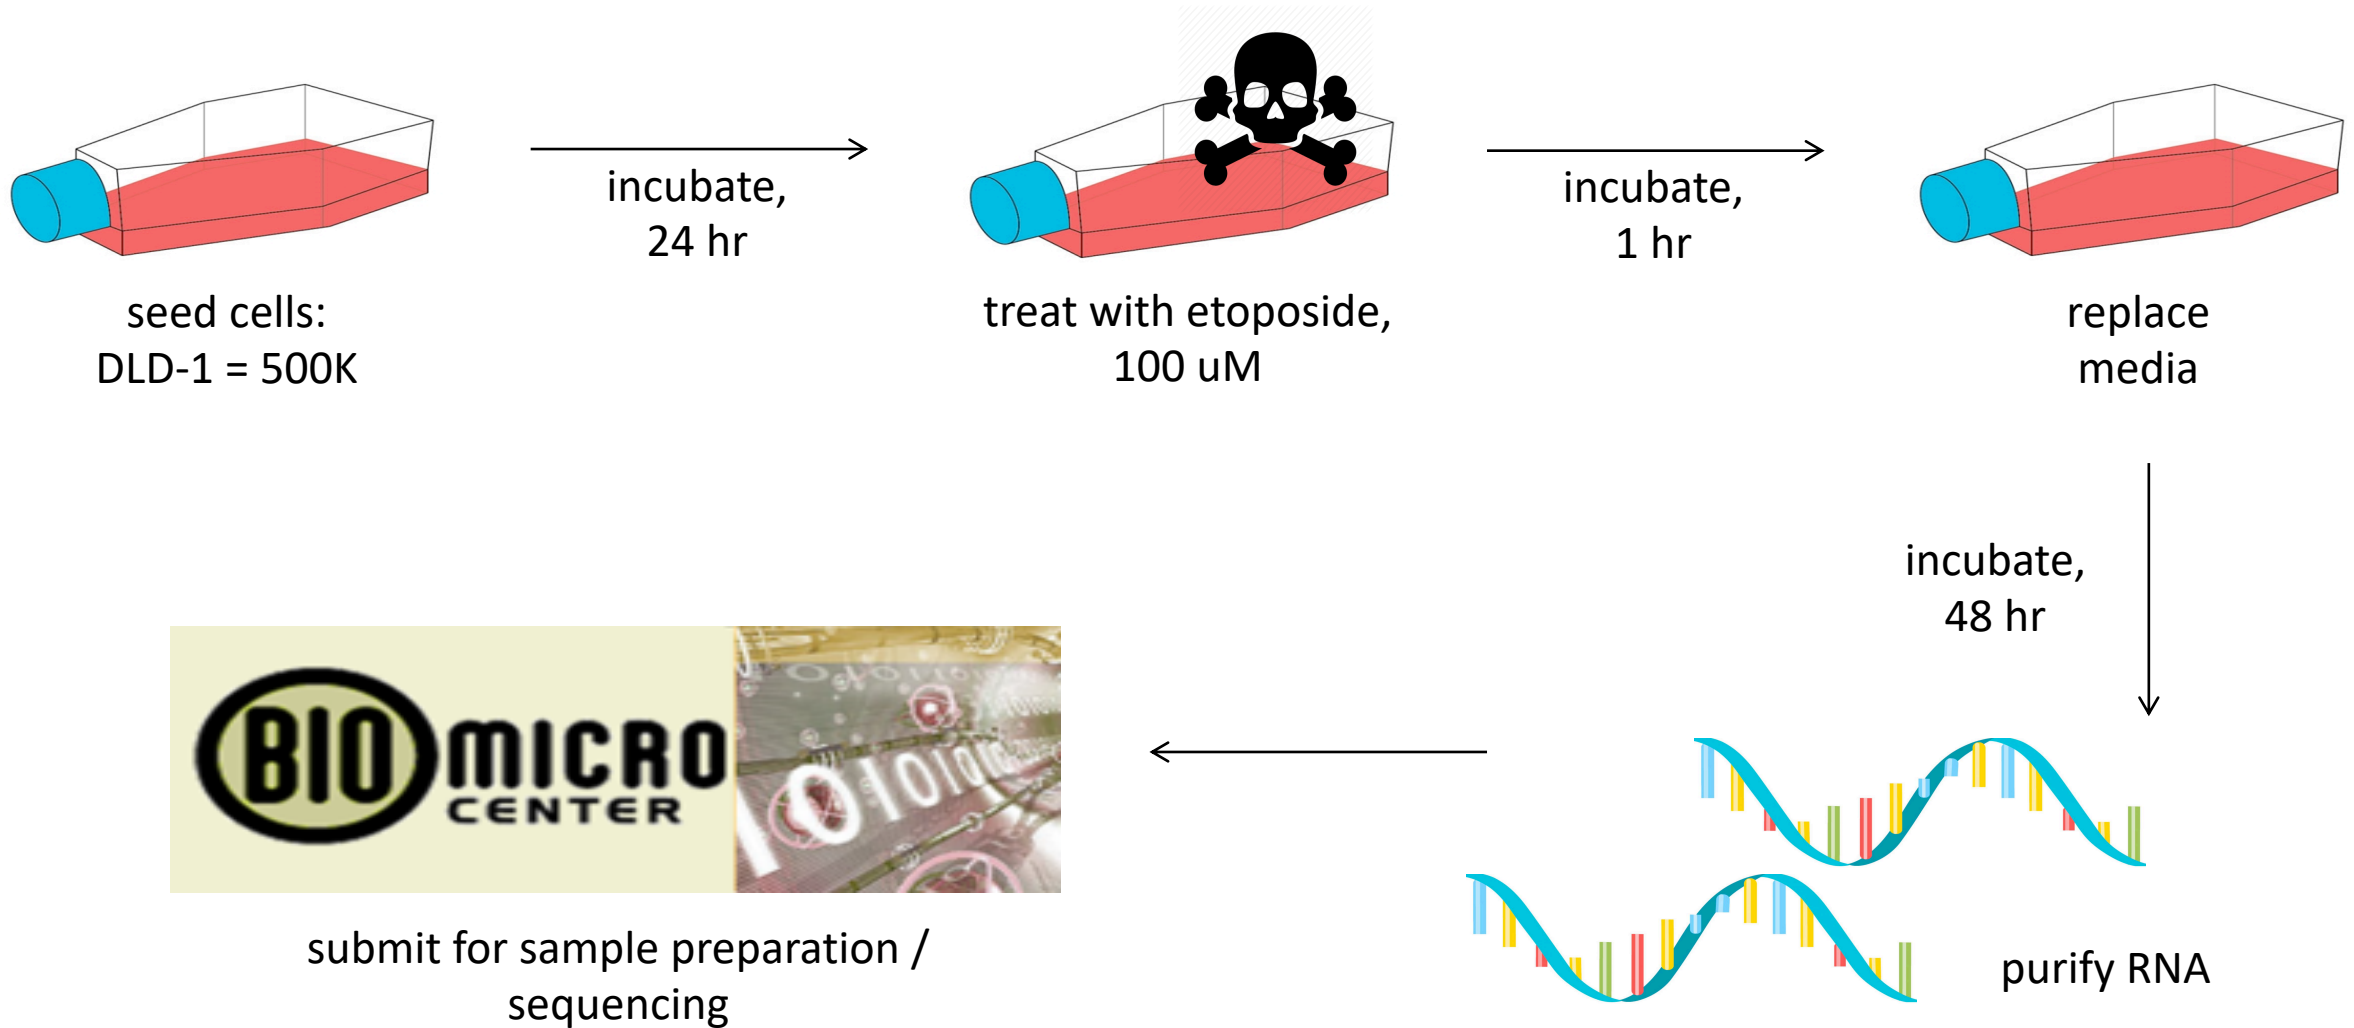 seed cells:
DLD-1 = 500K
incubate,
24 hr
treat with etoposide,
100 uM
incubate,
1 hr
replace
media
incubate,
48 hr
purify RNA
BIO MICRO
CENTER
submit for sample preparation /
sequencing